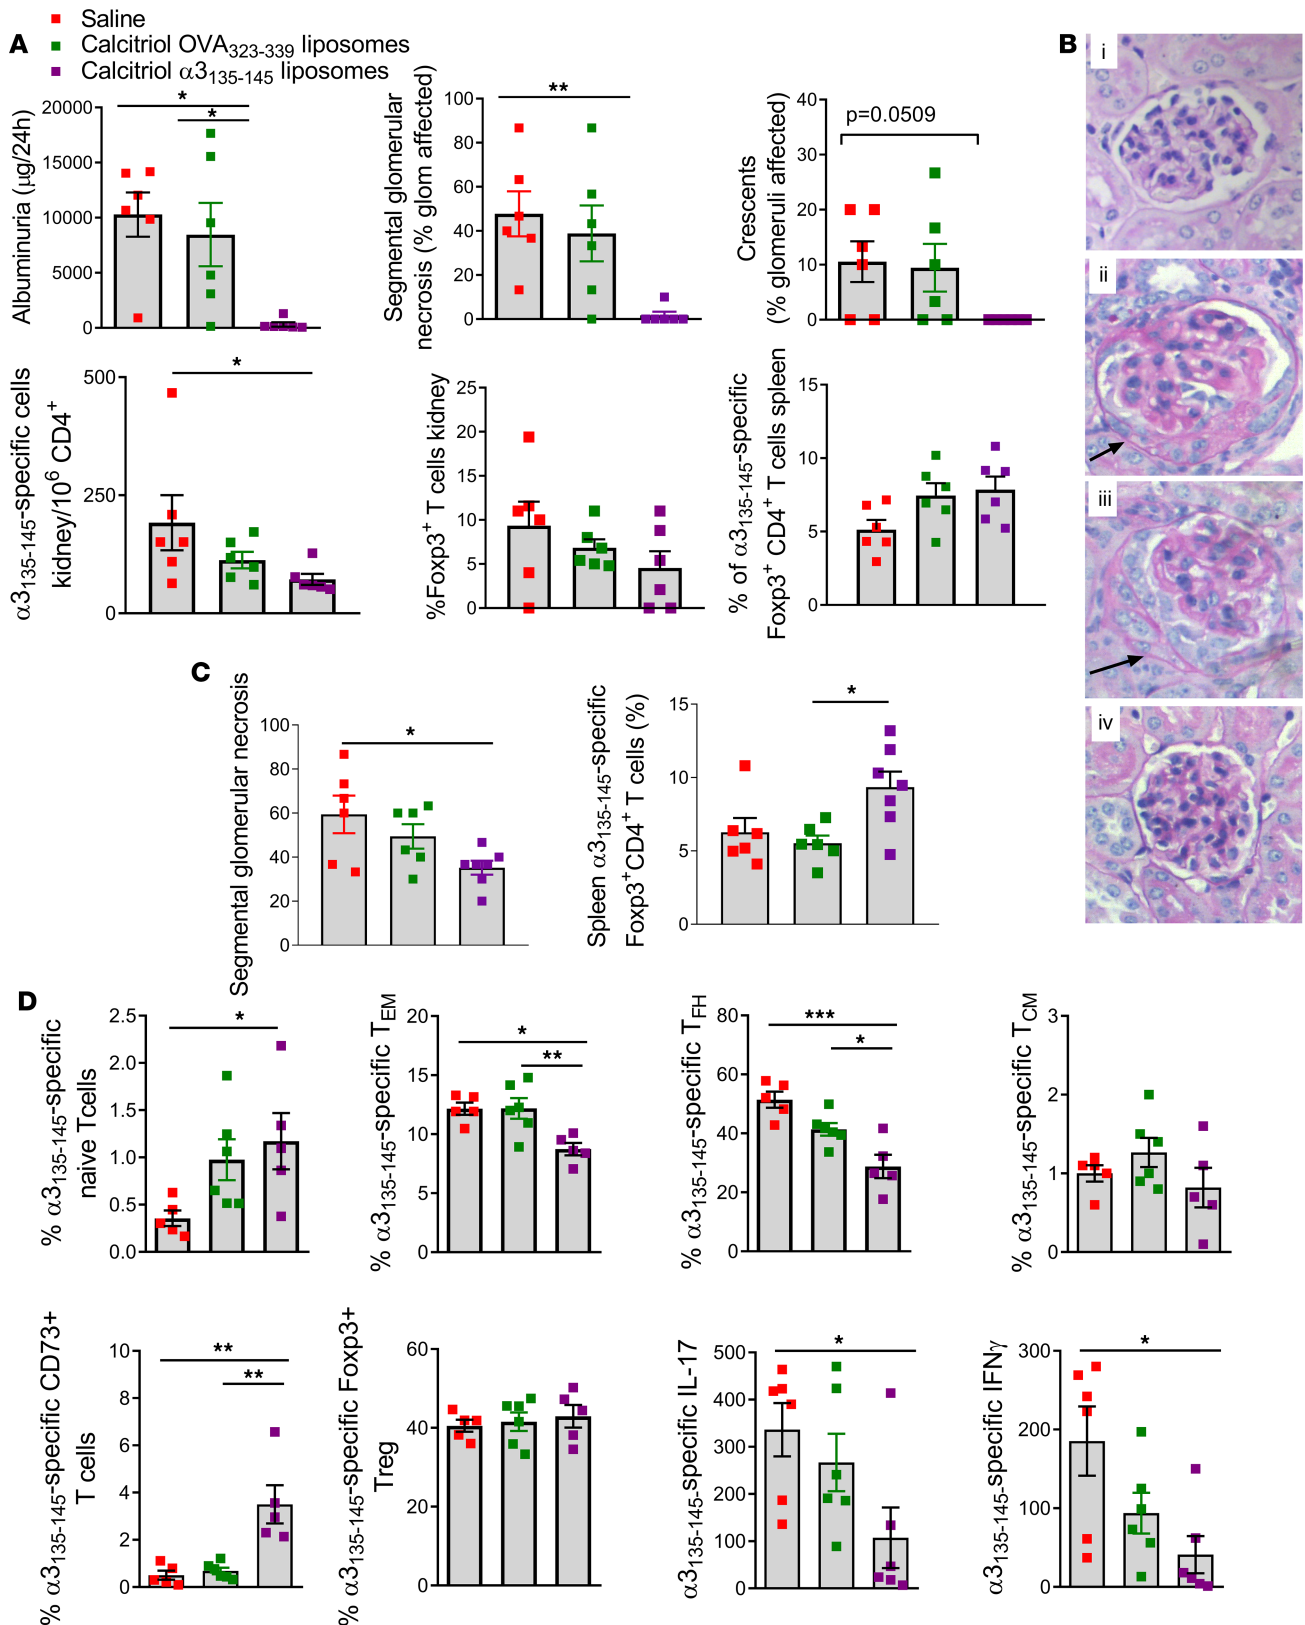 Saline
A
Calcitriol OVA323-339 liposomes
Calcitriol α3135-145 liposomes
B
Albuminuria (μg/24h)
20000
15000
10000
5000
0
*
*
Segmental glomerular
necrosis (% glom affected)
100
80
60
40
20
0
**
Crescents
(% glomeruli affected)
40
30
20
10
0
p=0.0509
i
ii
iii
iv
α3135-145-specific cells
kidney/10^6 CD4+
500
250
0
*
%Foxp3+ T cells kidney
25
20
15
10
5
0
% of α3135-145-specific
Foxp3+ CD4+ T cells spleen
15
10
5
0
C
Segmental glomerular necrosis
100
80
60
40
20
0
*
Spleen α3135-145-specific
Foxp3+CD4+T cells (%)
15
10
5
0
*
D
% α3135-145-specific
naive Tcells
2.5
2.0
1.5
1.0
0.5
0.0
*
% α3135-145-specific TEM
20
15
10
5
0
*
**
% α3135-145-specific TFH
80
60
40
20
0
***
*
% α3135-145-specific TCM
3
2
1
0
% α3135-145-specific CD73+
T cells
10
8
6
4
2
0
**
**
% α3135-145-specific Foxp3+
Treg
60
40
20
0
α3135-145-specific IL-17
500
400
300
200
100
0
*
α3135-145-specific IFNγ
300
200
100
0
*